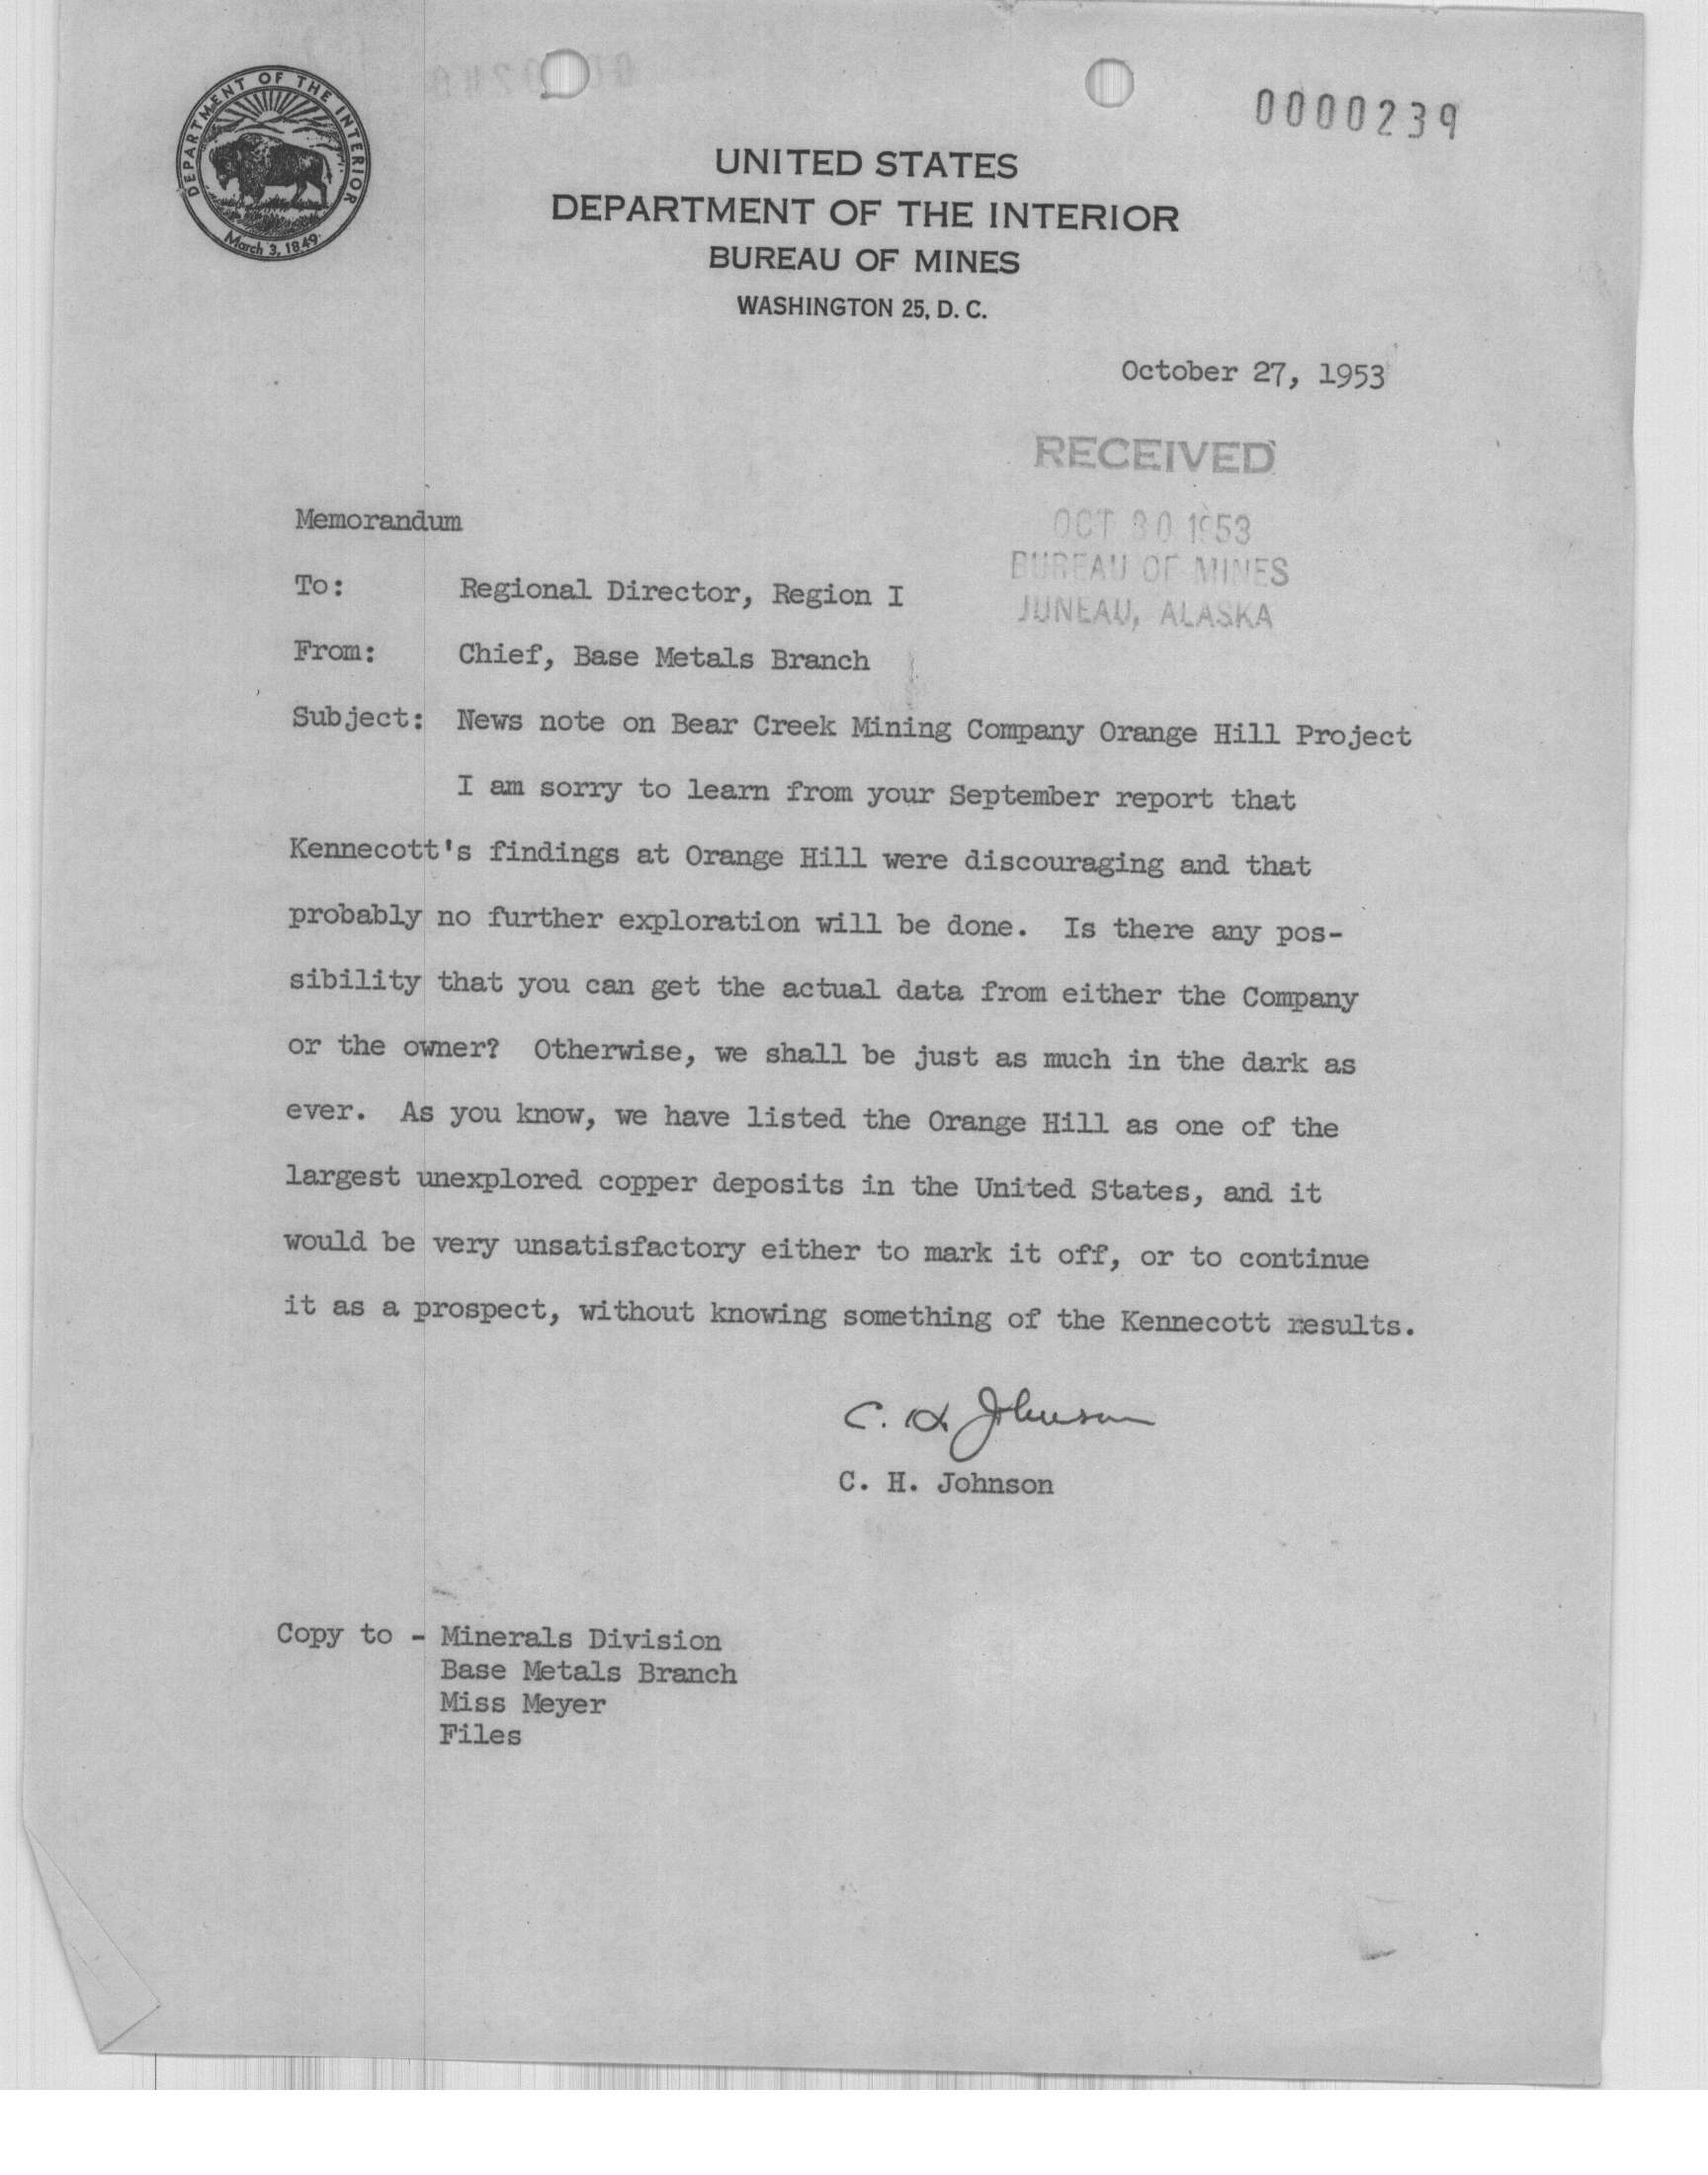 DEPARTMENT OF THE INTERIOR
March 3, 1849
0000239
UNITED STATES
DEPARTMENT OF THE INTERIOR
BUREAU OF MINES
WASHINGTON 25, D. C.
October 27, 1953
RECEIVED
OCT 30 1953
BUREAU OF MINES
JUNEAU, ALASKA
Memorandum
To: Regional Director, Region I
From: Chief, Base Metals Branch
Subject: News note on Bear Creek Mining Company Orange Hill Project
I am sorry to learn from your September report that
Kennecott's findings at Orange Hill were discouraging and that
probably no further exploration will be done. Is there any pos-
sibility that you can get the actual data from either the Company
or the owner? Otherwise, we shall be just as much in the dark as
ever. As you know, we have listed the Orange Hill as one of the
largest unexplored copper deposits in the United States, and it
would be very unsatisfactory either to mark it off, or to continue
it as a prospect, without knowing something of the Kennecott results.
C. H. Johnson
C. H. Johnson
Copy to - Minerals Division
Base Metals Branch
Miss Meyer
Files